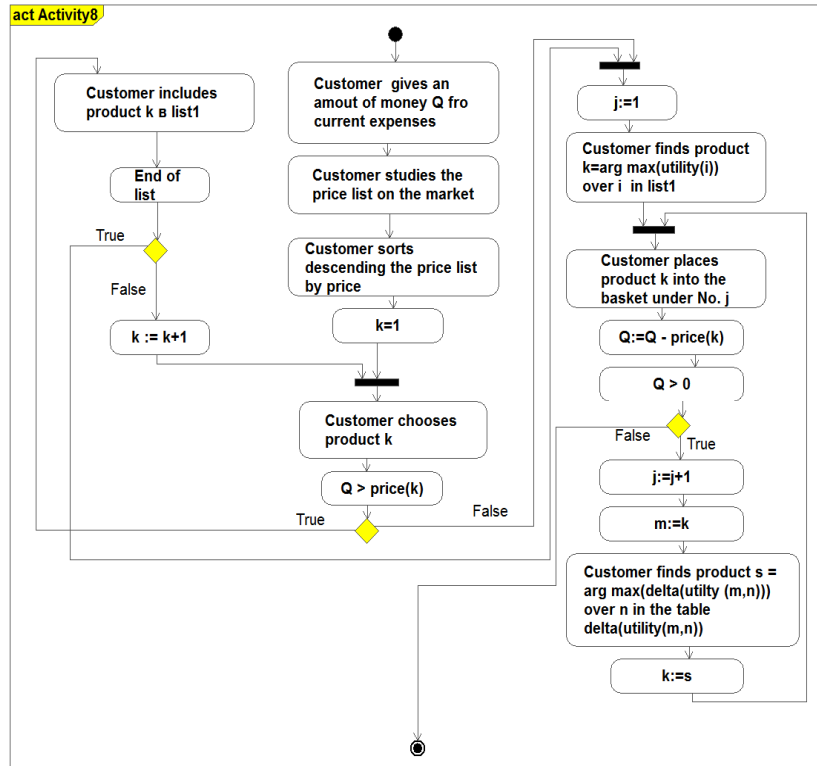 act Activity8
Customer includes
product k в list1
End of
list
True
False
k := k+1
Customer gives an
amout of money Q fro
current expenses
Customer studies the
price list on the market
Customer sorts
descending the price list
by price
k=1
Customer chooses
product k
Q > price(k)
True
False
j:=1
Customer finds product
k=arg max(utility(i))
over i in list1
Customer places
product k into the
basket under No. j
Q:=Q - price(k)
Q > 0
False
True
j:=j+1
m:=k
Customer finds product s =
arg max(delta(utilty (m,n)))
over n in the table
delta(utility(m,n))
k:=s